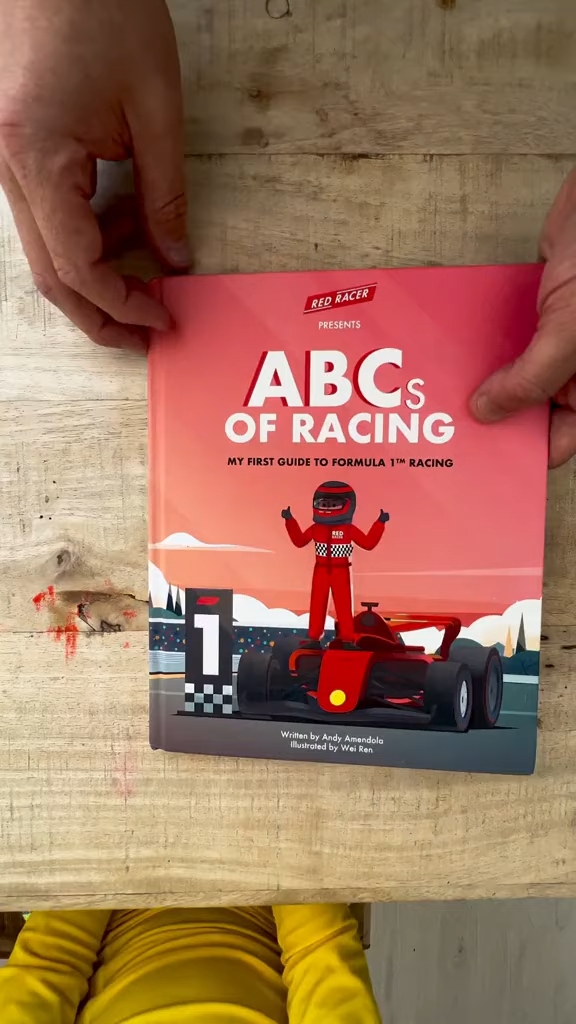 RED RACER
PRESENTS
ABCs
OF RACING
MY FIRST GUIDE TO FORMULA 1™ RACING
RED
RACER
1
Written by Andy Amendola
Illustrated by Wei Ren